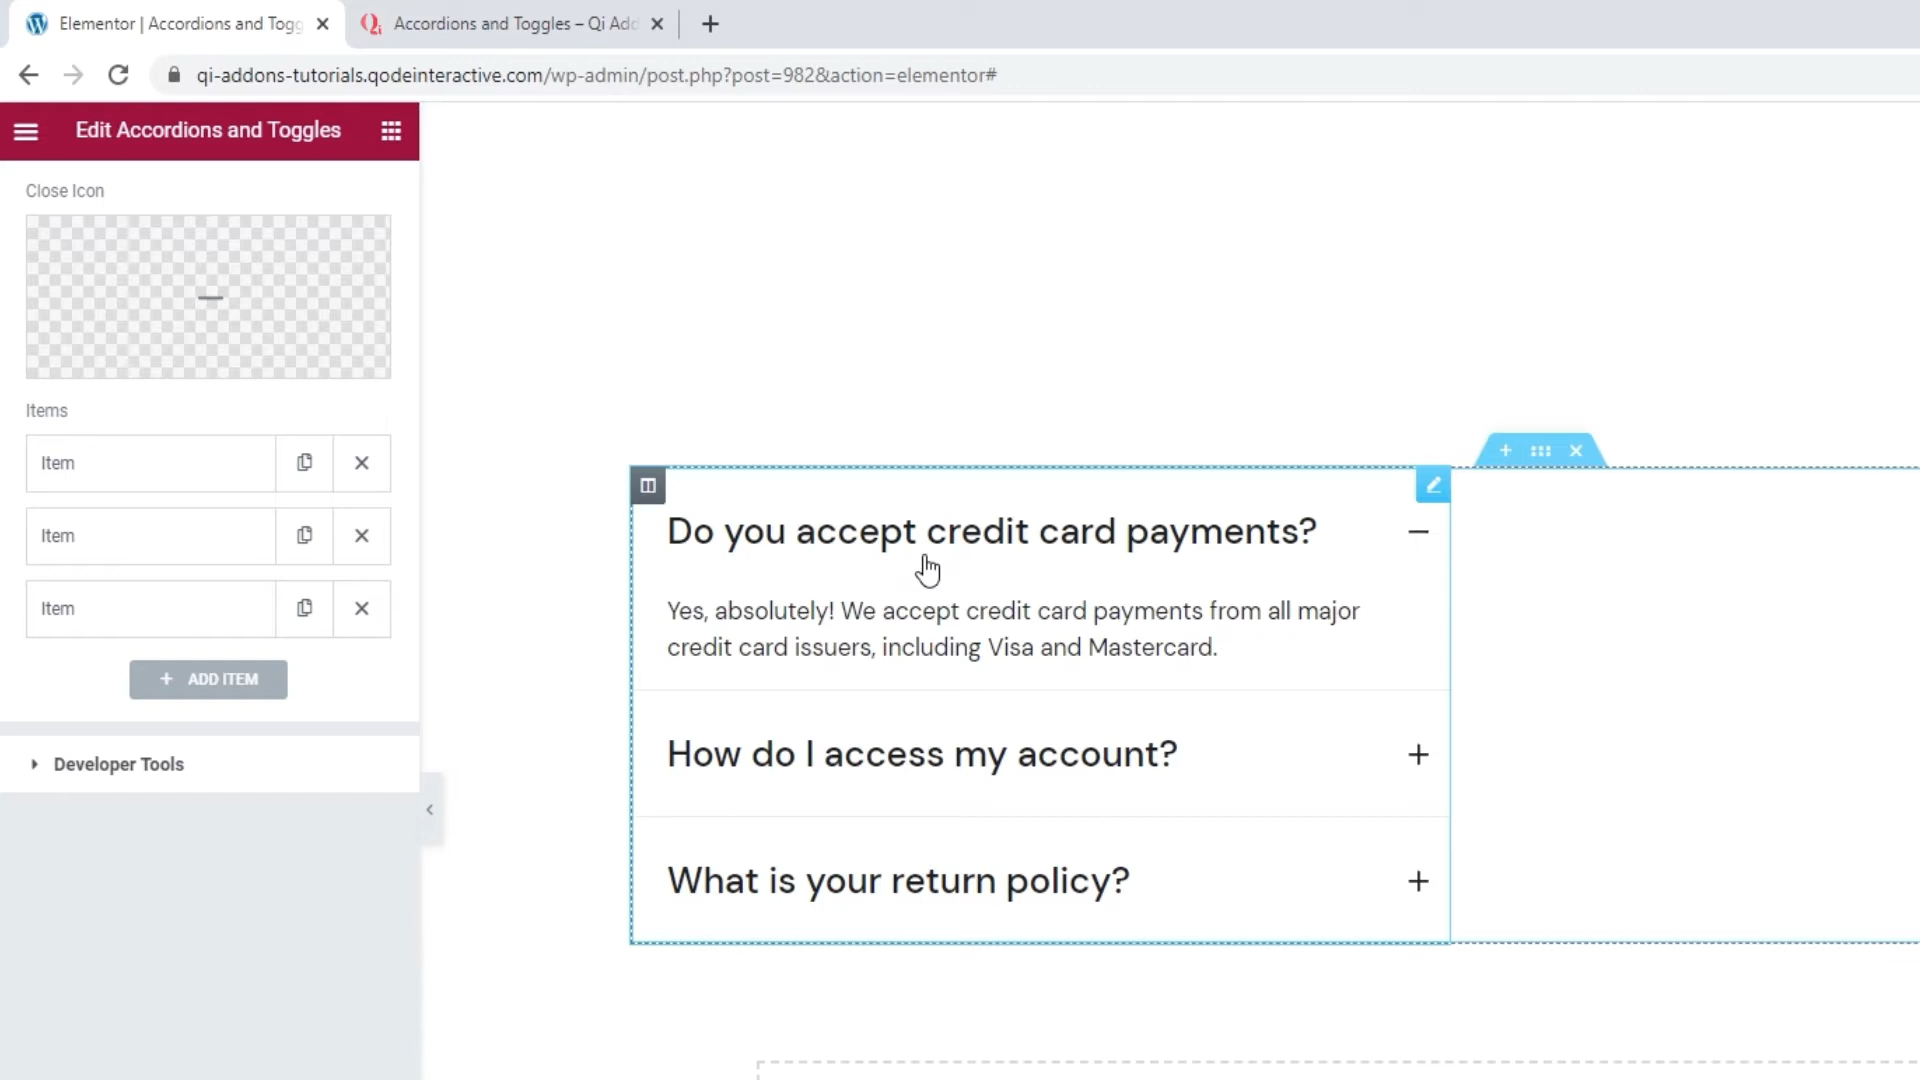 Elementor | Accordions and Togg
Accordions and Toggles – Qi Add
qi-addons-tutorials.qodeinteractive.com/wp-admin/post.php?post=982&action=elementor#
Edit Accordions and Toggles
Close Icon
Items
Item
Item
Item
+ ADD ITEM
Developer Tools
Do you accept credit card payments?
Yes, absolutely! We accept credit card payments from all major
credit card issuers, including Visa and Mastercard.
How do I access my account?
What is your return policy?